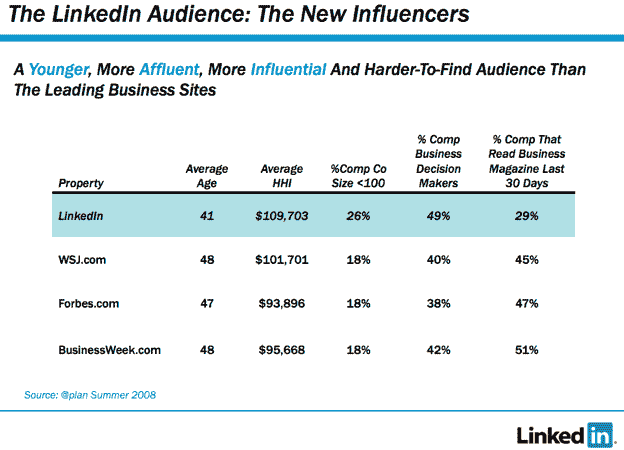 The LinkedIn Audience: The New Influencers
A Younger, More Affluent, More Influential And Harder-To-Find Audience Than
The Leading Business Sites
Property Average Age Average HHI %Comp Co Size <100 % Comp Business Decision Makers % Comp That Read Business Magazine Last 30 Days
LinkedIn 41 $109,703 26% 49% 29%
WSJ.com 48 $101,701 18% 40% 45%
Forbes.com 47 $93,896 18% 38% 47%
BusinessWeek.com 48 $95,668 18% 42% 51%
Source: @plan Summer 2008
Linked in.